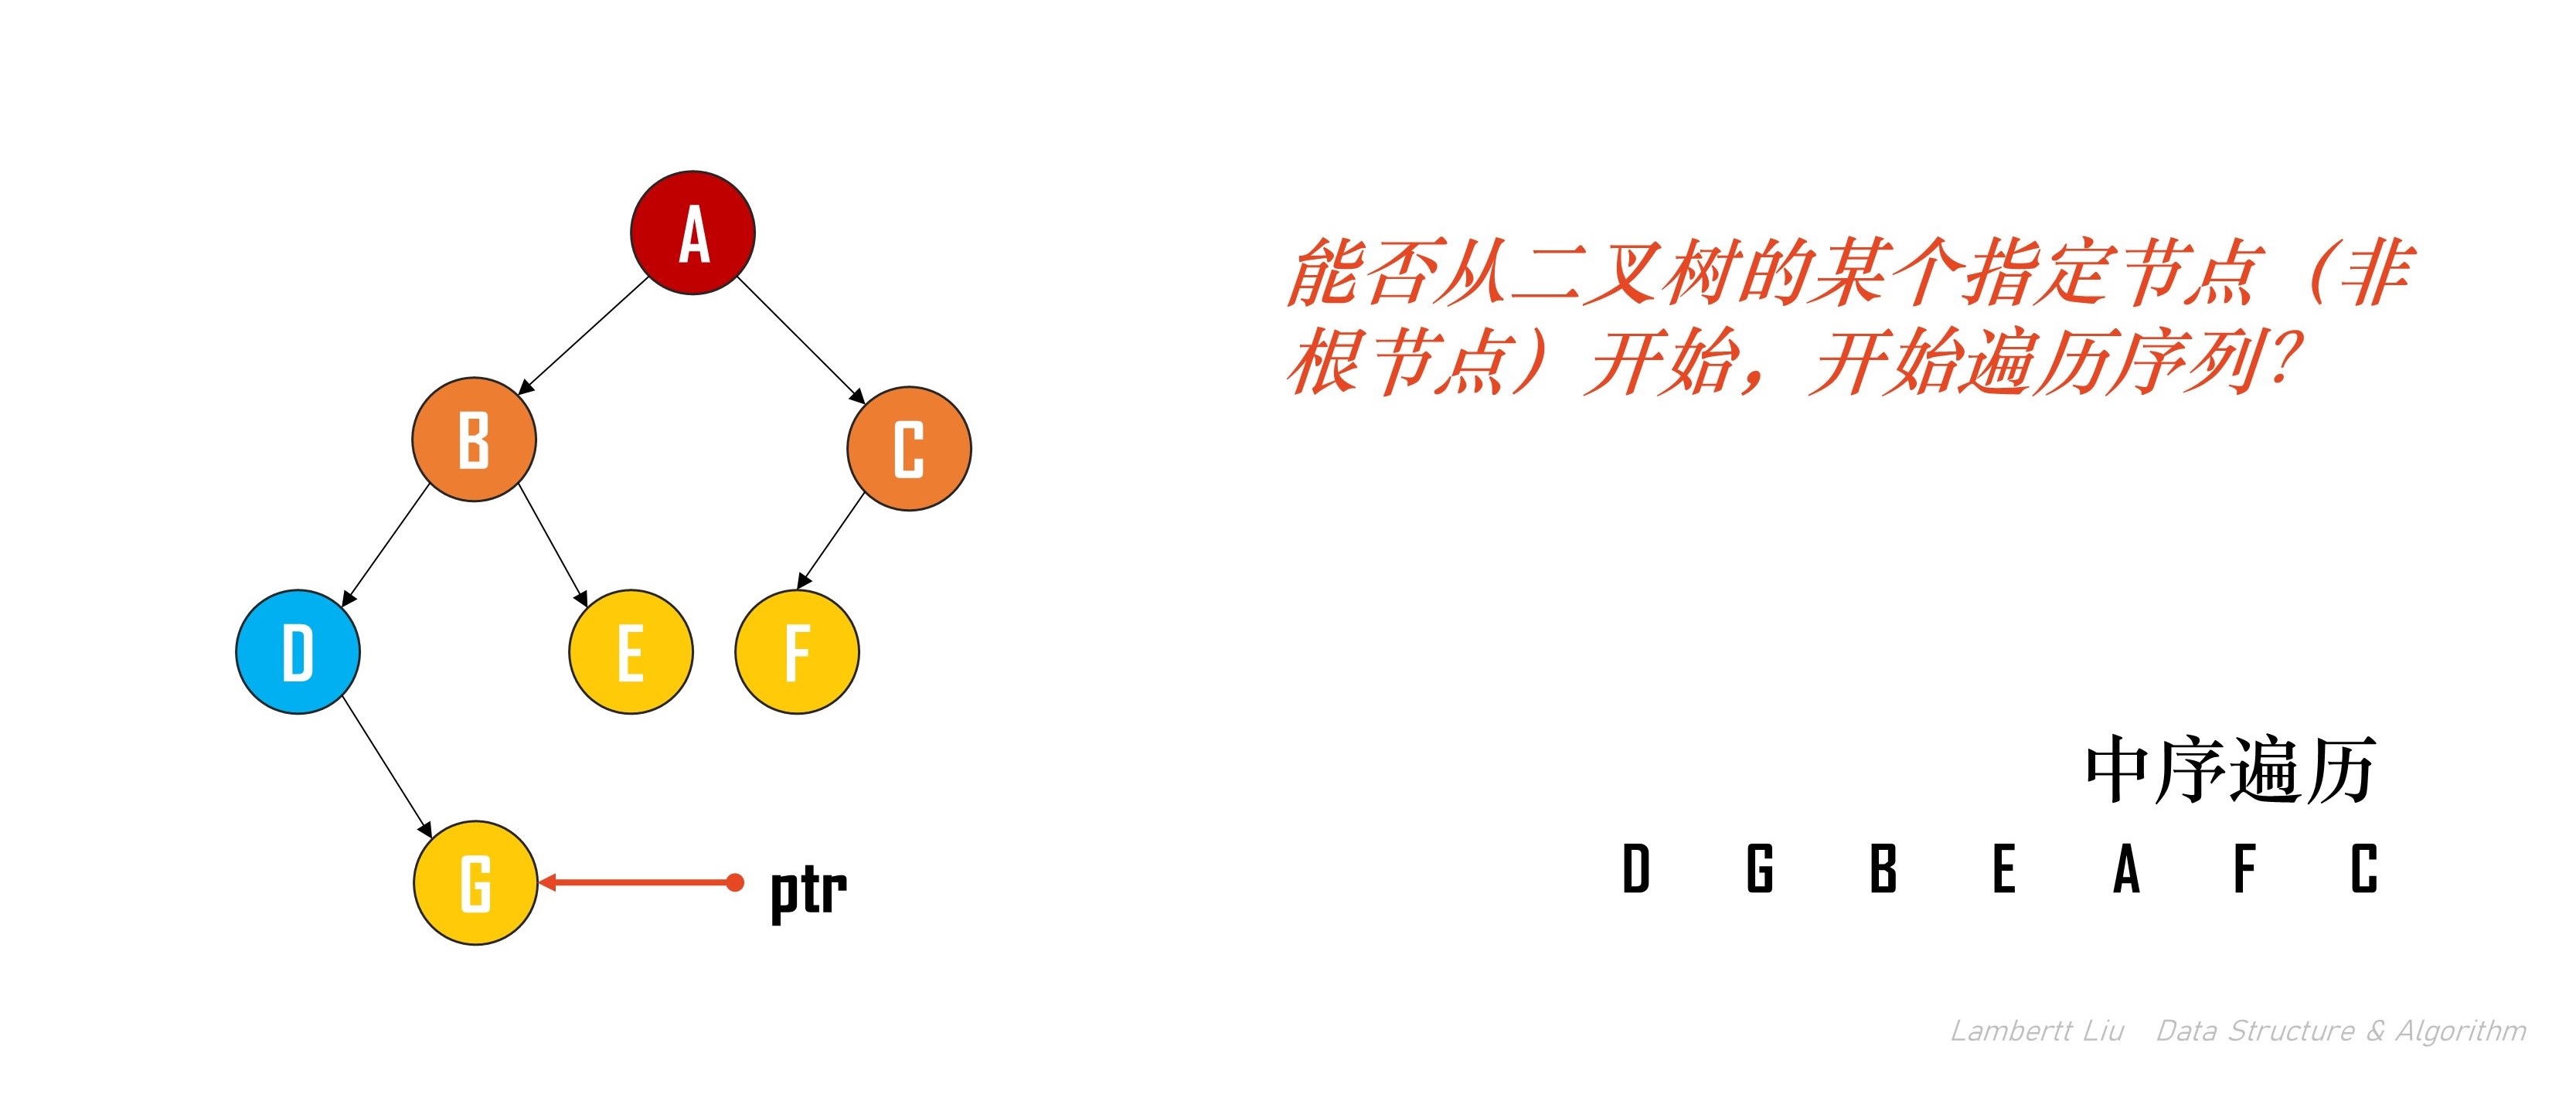 A
能否从二叉树的某个指定节点（非
根节点）开始，开始遍历序列？
B
C
D
E
F
G
ptr
中序遍历
D G B E A F C
Lambertt Liu Data Structure & Algorithm